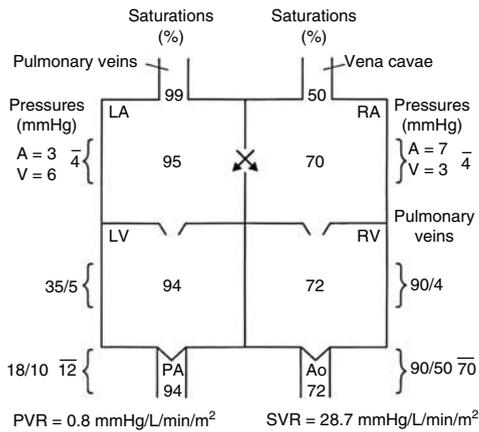 Saturations
(%)
Saturations
(%)
Pulmonary veins
Vena cavae
99
50
Pressures
(mmHg)
LA
RA
Pressures
(mmHg)
A = 3
V = 6
4
95
70
A = 7
V = 3
4
Pulmonary
veins
LV
RV
35/5
94
72
90/4
18/10 12
PA
94
Ao
72
90/50 70
PVR = 0.8 mmHg/L/min/m²
SVR = 28.7 mmHg/L/min/m²